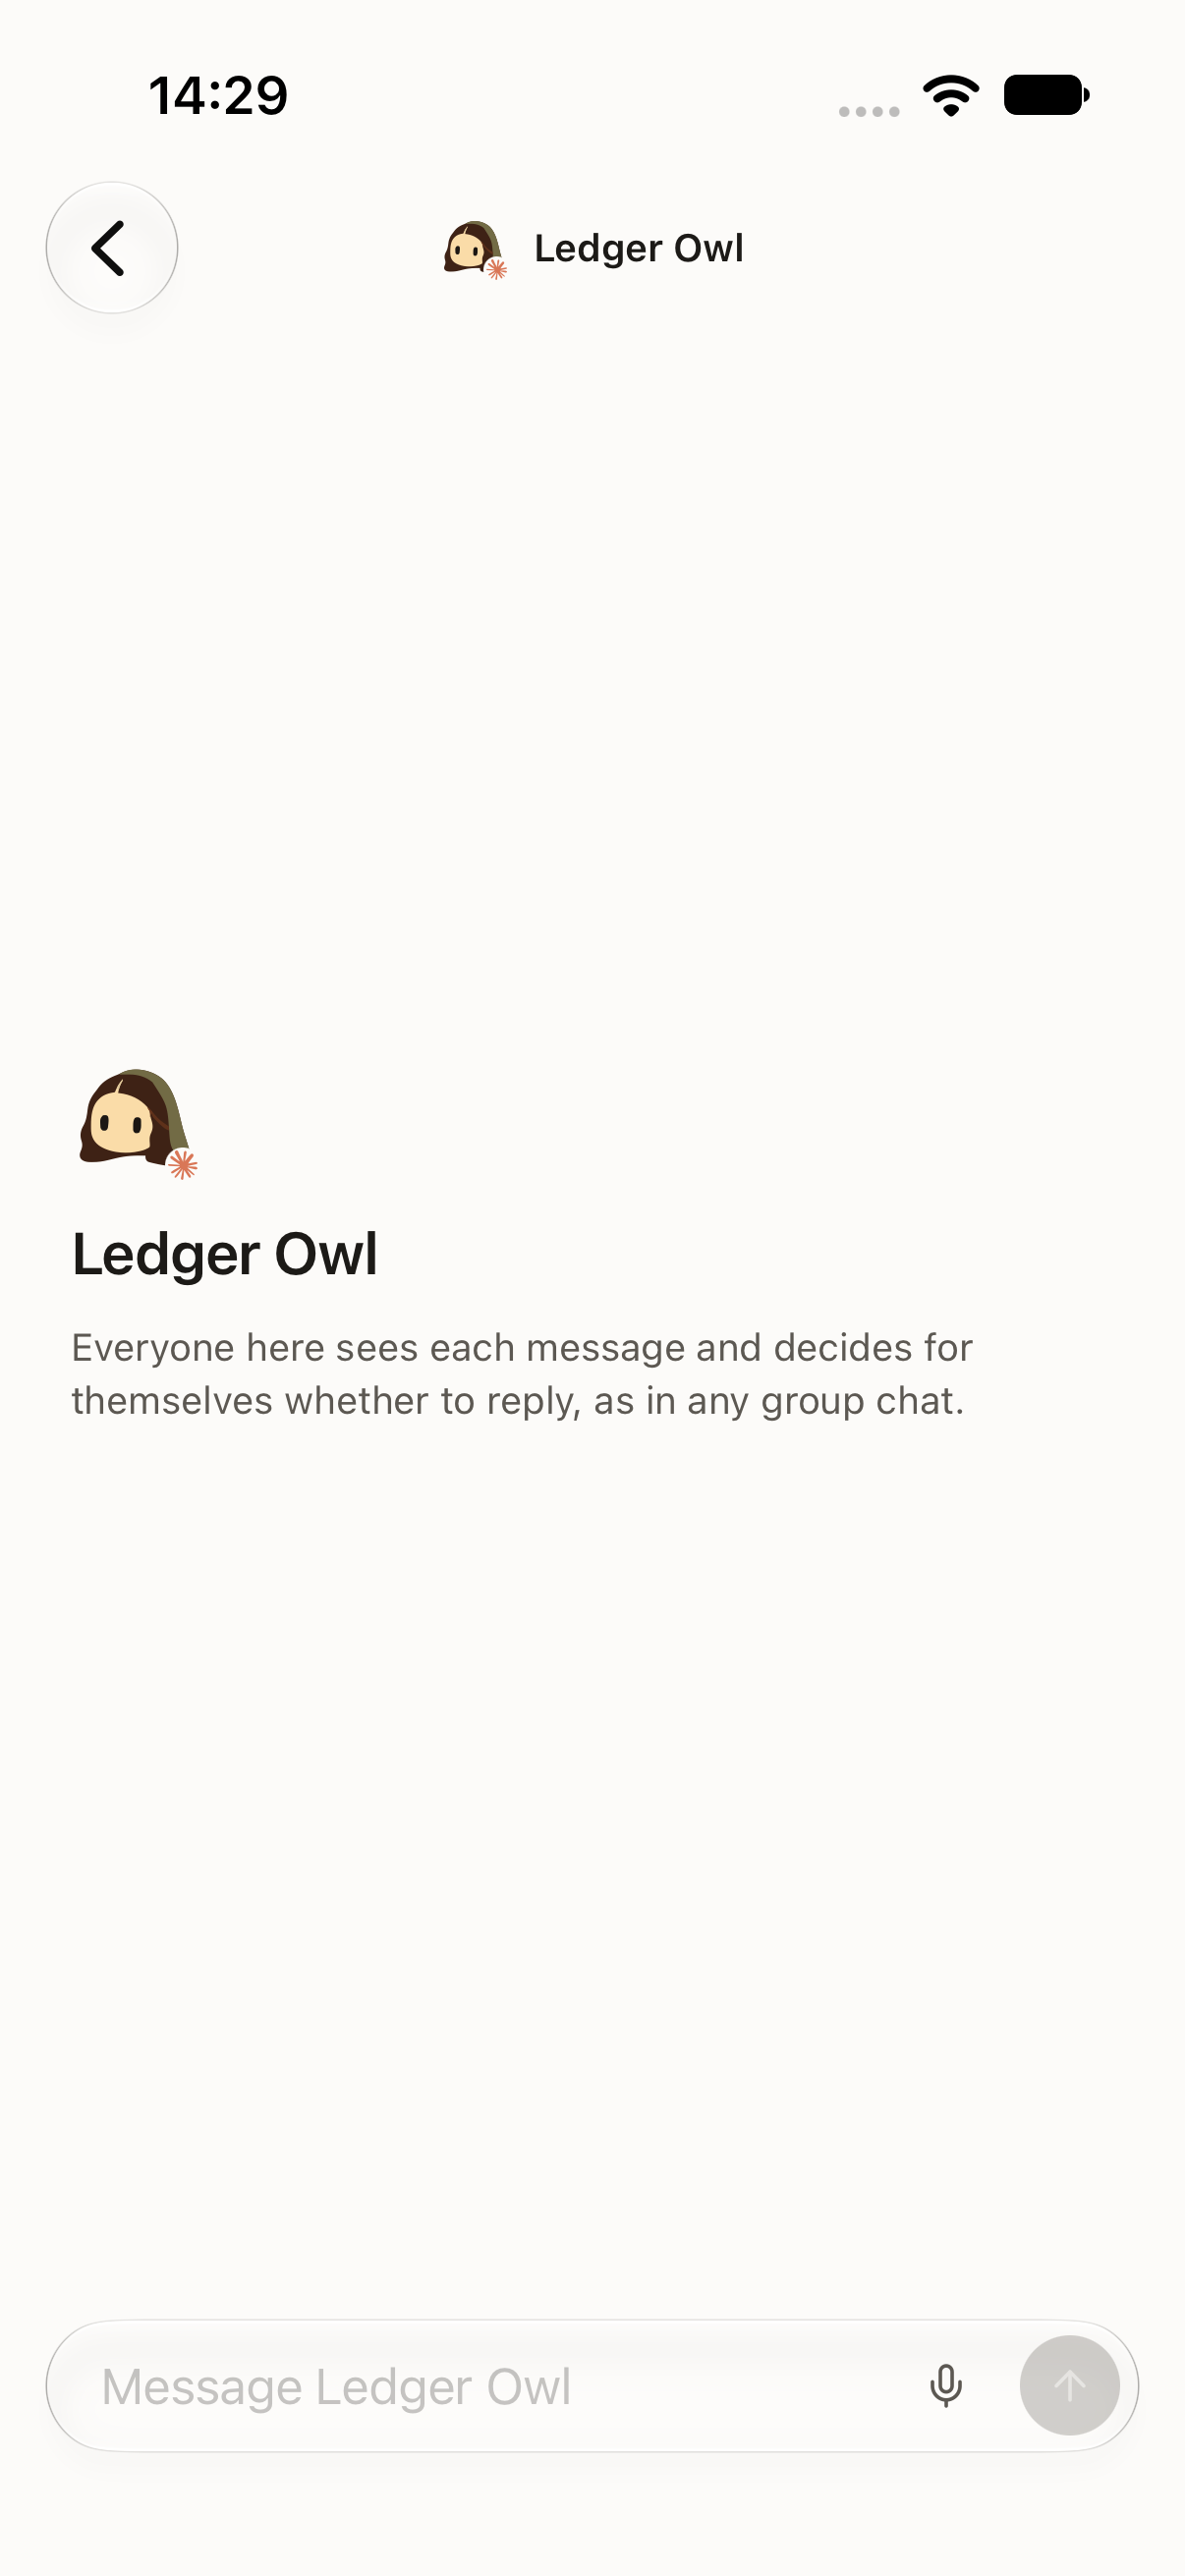 14:29
Ledger Owl
Ledger Owl
Everyone here sees each message and decides for
themselves whether to reply, as in any group chat.
Message Ledger Owl